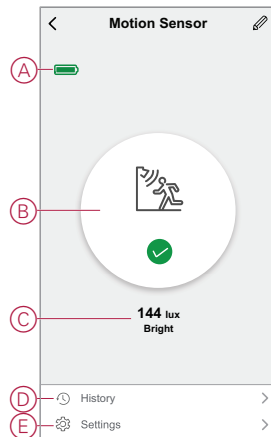 Motion Sensor
A
B
C
144 lux
Bright
D
History
E
Settings